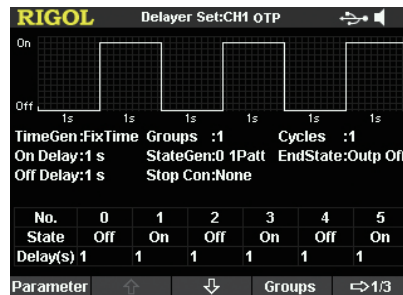 RIGOL Delayer Set:CH1 OTP
On
Off
1s 1s 1s 1s 1s
TimeGen:FixTime Groups :1 Cycles :1
On Delay:1 s StateGen:0 1Patt EndState:Outp Off
Off Delay:1 s Stop Con:None
No. 0 1 2 3 4 5
State Off On Off On Off On
Delay(s) 1 1 1 1 1 1
Parameter Groups 1/3